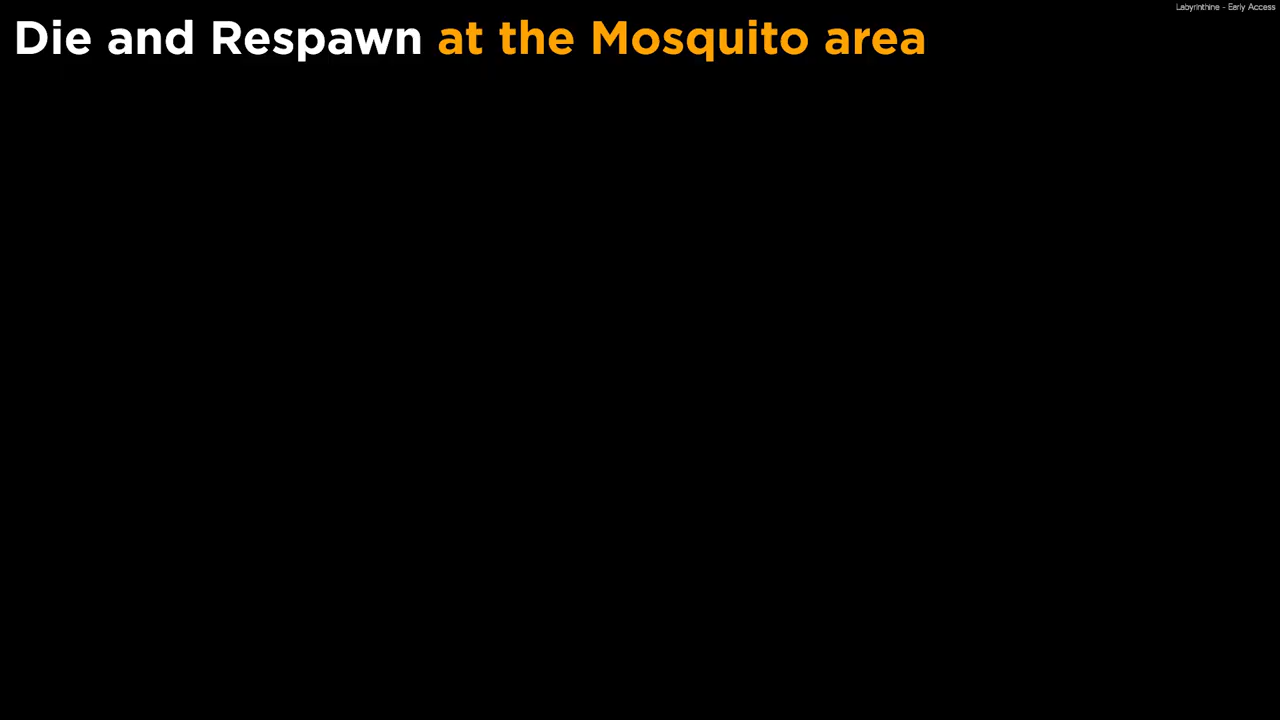 Labyrinthine - Early Access
Die and Respawn at the Mosquito area